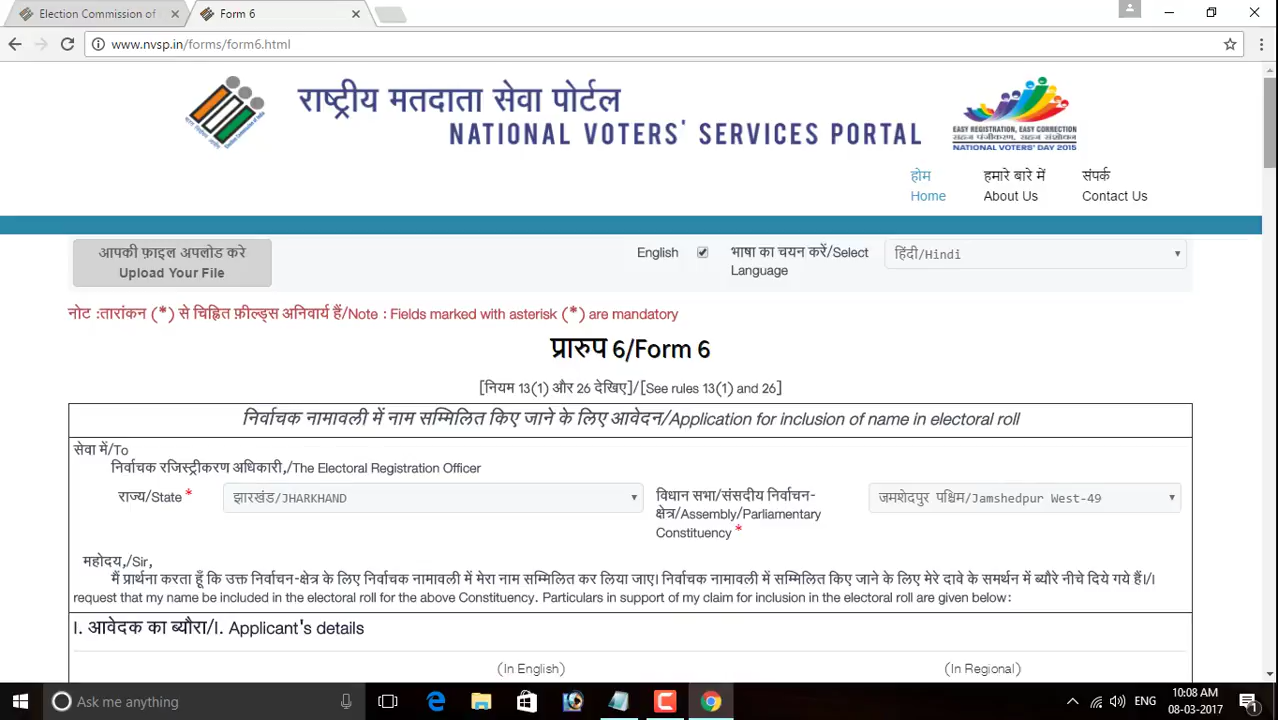 Election Commission of
Form 6
www.nvsp.in/forms/form6.html
राष्ट्रीय मतदाता सेवा पोर्टल
NATIONAL VOTERS' SERVICES PORTAL
EASY REGISTRATION, EASY CORRECTION
सहज पंजीकरण, सहज संशोधन
NATIONAL VOTERS' DAY 2015
होम हमारे बारे में संपर्क
Home About Us Contact Us
आपकी फ़ाइल अपलोड करे
Upload Your File
English भाषा का चयन करें/Select Language हिंदी/Hindi
नोट :तारांकन (*) से चिह्नित फ़ील्ड्स अनिवार्य हैं/Note : Fields marked with asterisk (*) are mandatory
प्रारुप 6/Form 6
[नियम 13(1) और 26 देखिए]/[See rules 13(1) and 26]
निर्वाचक नामावली में नाम सम्मिलित किए जाने के लिए आवेदन/Application for inclusion of name in electoral roll
सेवा में/To
निर्वाचक रजिस्ट्रीकरण अधिकारी,/The Electoral Registration Officer
राज्य/State * झारखंड/JHARKHAND
विधान सभा/संसदीय निर्वाचन-
क्षेत्र/Assembly/Parliamentary
Constituency *
जमशेदपुर पश्चिम/Jamshedpur West-49
महोदय,/Sir,
मैं प्रार्थना करता हूँ कि उक्त निर्वाचन-क्षेत्र के लिए निर्वाचक नामावली में मेरा नाम सम्मिलित कर लिया जाए। निर्वाचक नामावली में सम्मिलित किए जाने के लिए मेरे दावे के समर्थन में ब्यौरे नीचे दिये गये हैं।/I
request that my name be included in the electoral roll for the above Constituency. Particulars in support of my claim for inclusion in the electoral roll are given below:
I. आवेदक का ब्यौरा/I. Applicant's details
(In English) (In Regional)
Ask me anything
ENG
10:08 AM
08-03-2017
1